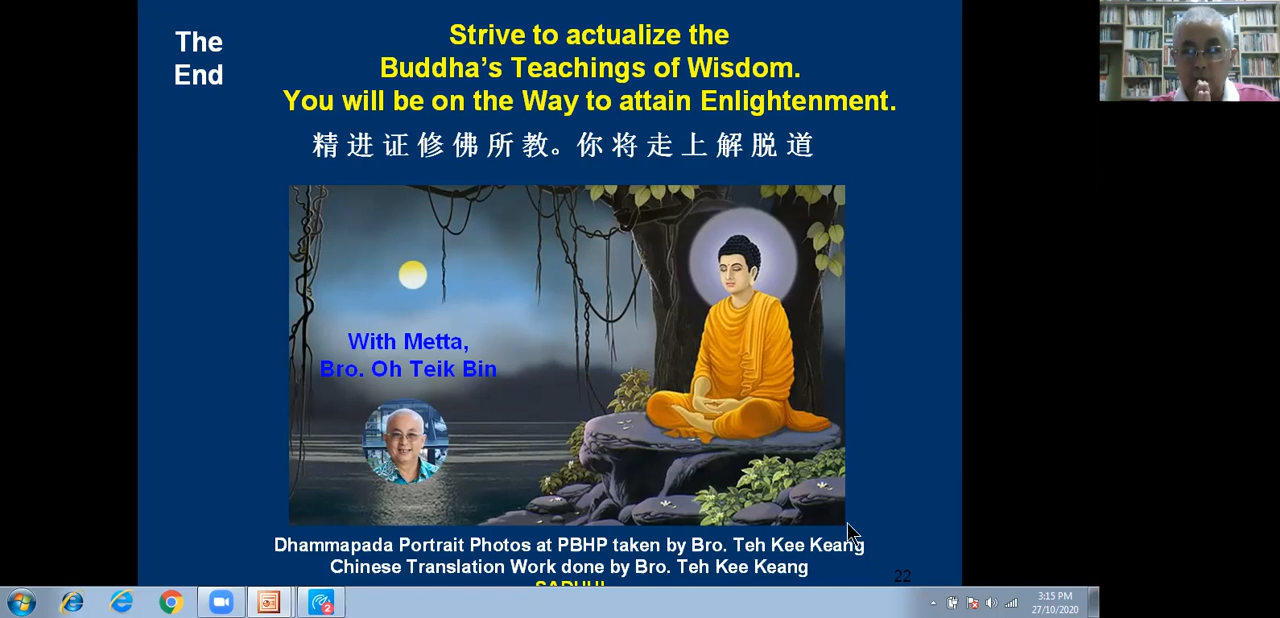 The
End
Strive to actualize the
Buddha’s Teachings of Wisdom.
You will be on the Way to attain Enlightenment.
精进证修佛所教。你将走上解脱道
With Metta,
Bro. Oh Teik Bin
Dhammapada Portrait Photos at PBHP taken by Bro. Teh Kee Keang
Chinese Translation Work done by Bro. Teh Kee Keang
22
2
3:15 PM
27/10/2020